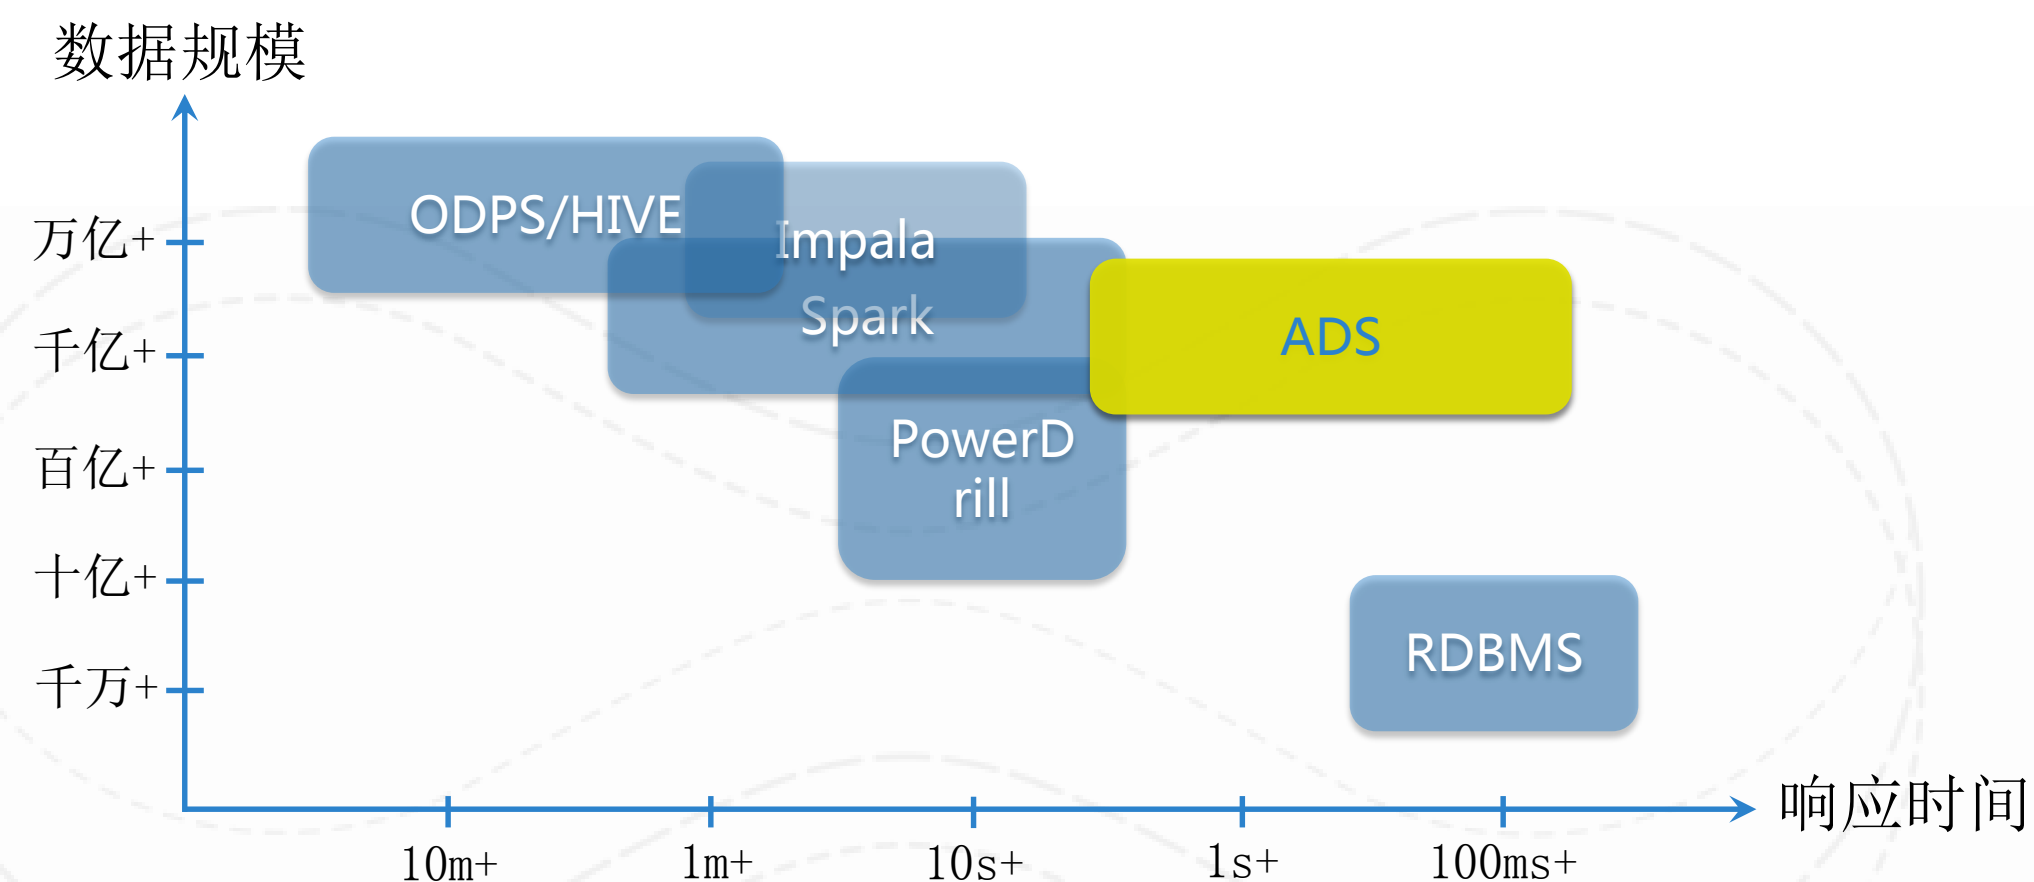 数据规模
ODPS/HIVE
Impala
万亿+
Spark
ADS
千亿+
PowerD
rill
百亿+
十亿+
RDBMS
千万+
响应时间
10m+
1m+
10s+
1s+
100ms+